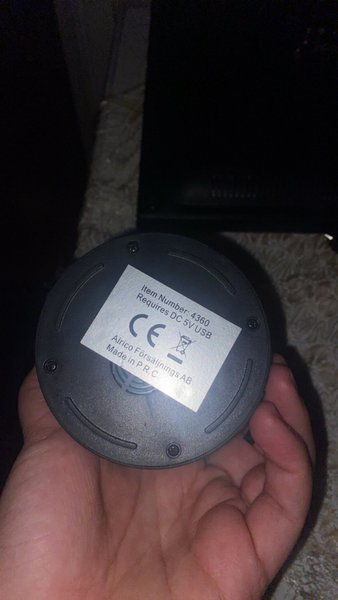 Item Number: 4360
Requires DC 5V USB
CE
Airico Försäljnings AB
Made in P.R.C